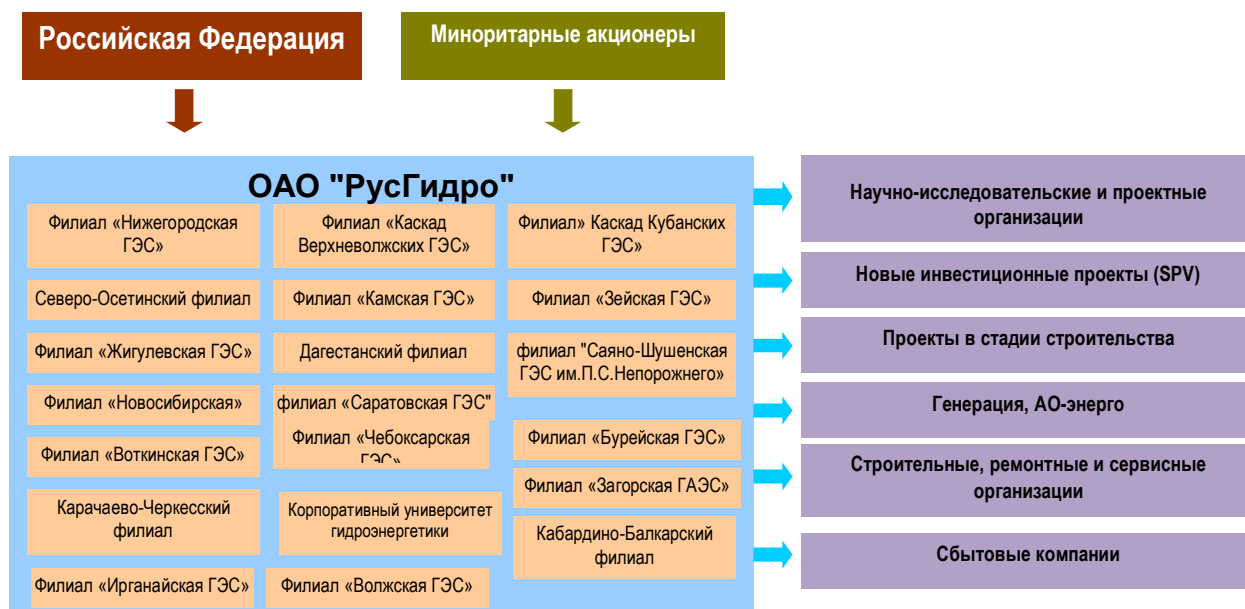 Российская Федерация
Миноритарные акционеры
ОАО "РусГидро"
Филиал «Нижегородская
ГЭС»
Филиал «Каскад
Верхневолжских ГЭС»
Филиал» Каскад Кубанских
ГЭС»
Северо-Осетинский филиал
Филиал «Камская ГЭС»
Филиал «Зейская ГЭС»
Филиал «Жигулевская ГЭС»
Дагестанский филиал
филиал "Саяно-Шушенская
ГЭС им.П.С.Непорожнего»
Филиал «Новосибирская»
филиал «Саратовская ГЭС"
Филиал «Чебоксарская
ГЭС»
Филиал «Бурейская ГЭС»
Филиал «Воткинская ГЭС»
Филиал «Загорская ГАЭС»
Карачаево-Черкесский
филиал
Корпоративный университет
гидроэнергетики
Кабардино-Балкарский
филиал
Филиал «Ирганайская ГЭС»
Филиал «Волжская ГЭС»
Научно-исследовательские и проектные
организации
Новые инвестиционные проекты (SPV)
Проекты в стадии строительства
Генерация, АО-энерго
Строительные, ремонтные и сервисные
организации
Сбытовые компании